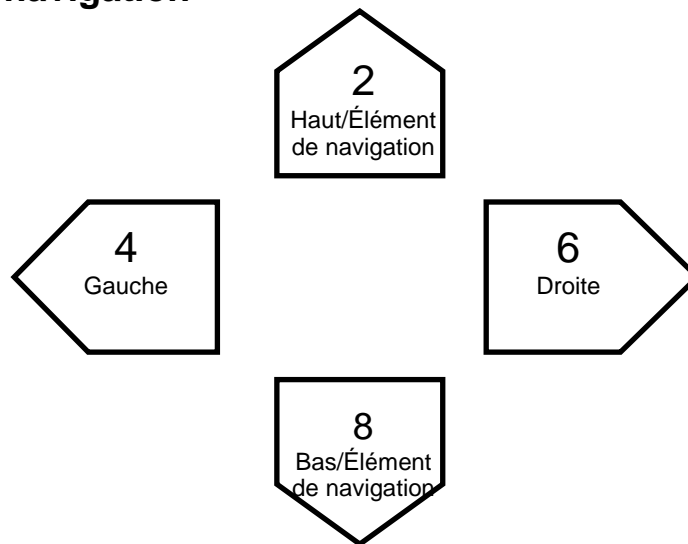 navigation
2
Haut/Élément
de navigation
4
Gauche
6
Droite
8
Bas/Élément
de navigation